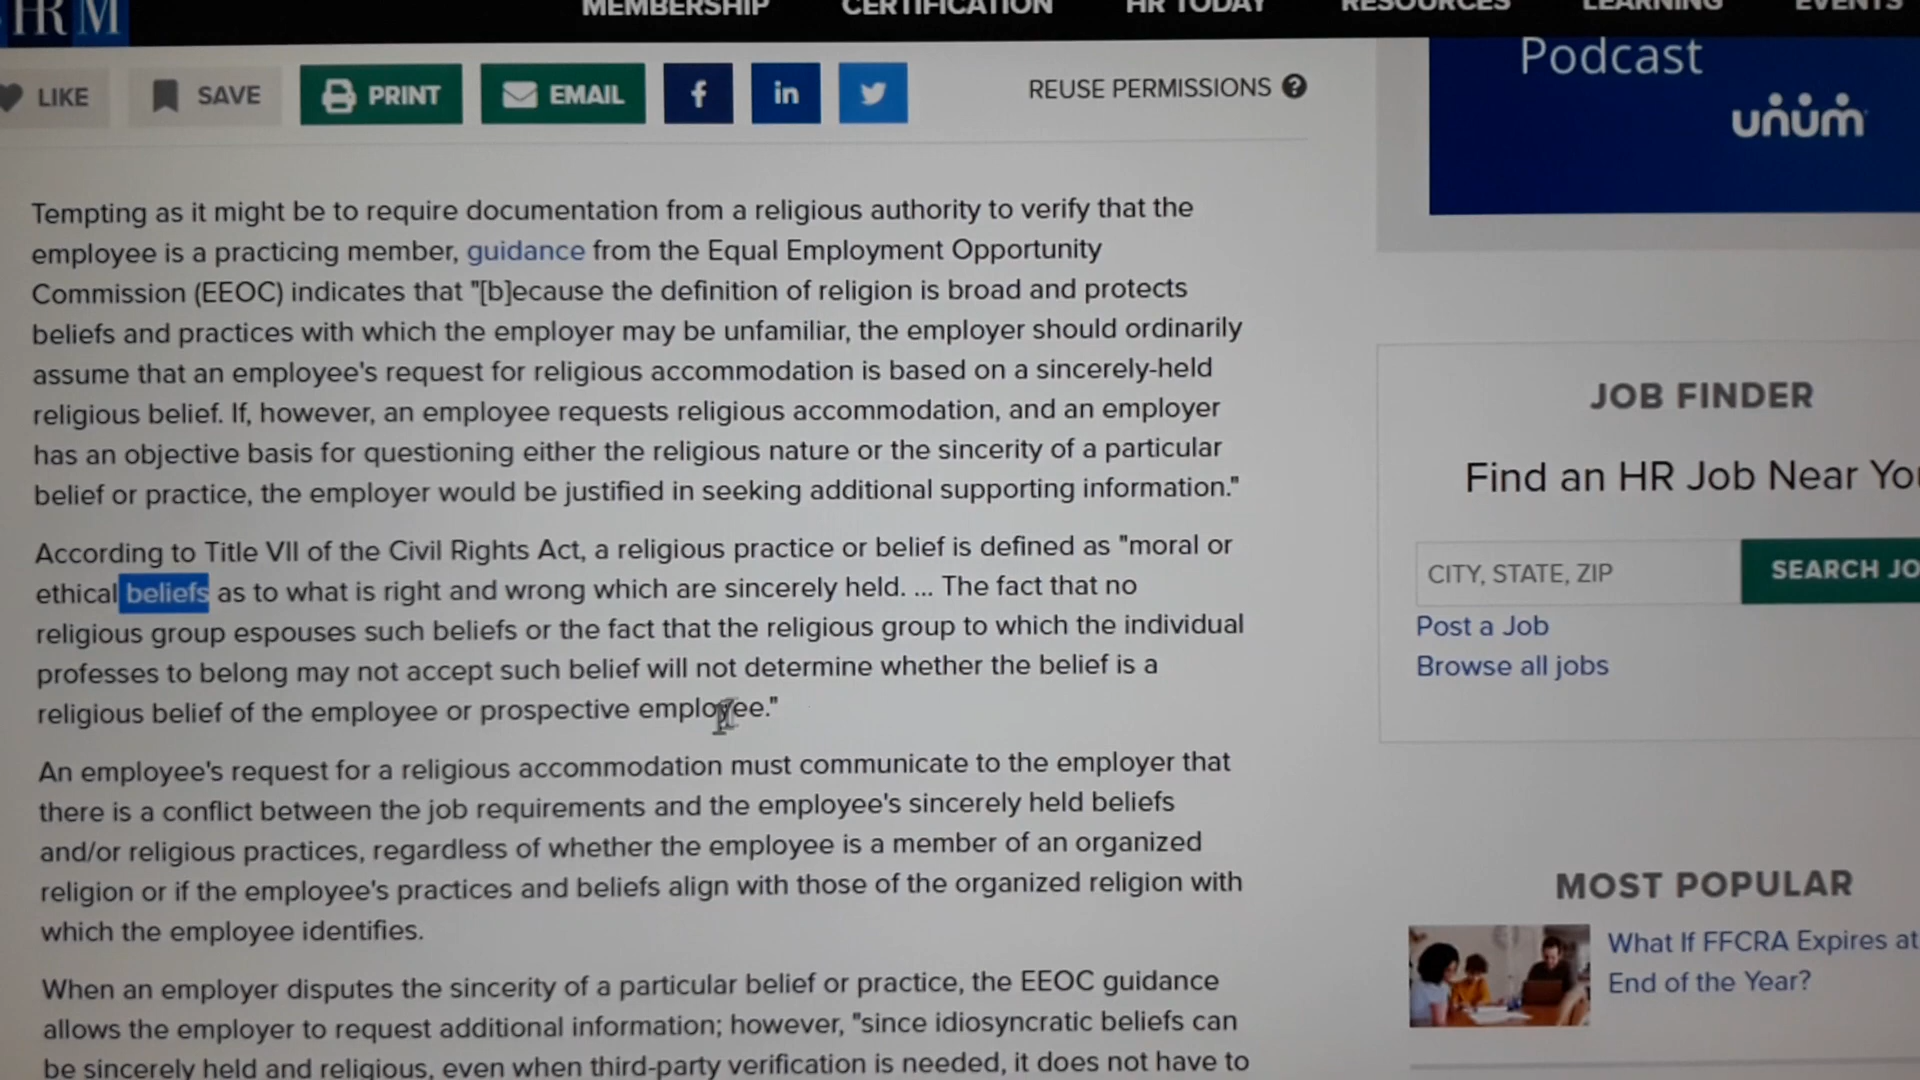 HRM
MEMBERSHIP CERTIFICATION HR TODAY RESOURCES LEARNING EVENTS
LIKE SAVE PRINT EMAIL f in REUSE PERMISSIONS ?
Podcast
unum
Tempting as it might be to require documentation from a religious authority to verify that the
employee is a practicing member, guidance from the Equal Employment Opportunity
Commission (EEOC) indicates that "[b]ecause the definition of religion is broad and protects
beliefs and practices with which the employer may be unfamiliar, the employer should ordinarily
assume that an employee's request for religious accommodation is based on a sincerely-held
religious belief. If, however, an employee requests religious accommodation, and an employer
has an objective basis for questioning either the religious nature or the sincerity of a particular
belief or practice, the employer would be justified in seeking additional supporting information."
According to Title VII of the Civil Rights Act, a religious practice or belief is defined as "moral or
ethical beliefs as to what is right and wrong which are sincerely held. ... The fact that no
religious group espouses such beliefs or the fact that the religious group to which the individual
professes to belong may not accept such belief will not determine whether the belief is a
religious belief of the employee or prospective employee."
An employee's request for a religious accommodation must communicate to the employer that
there is a conflict between the job requirements and the employee's sincerely held beliefs
and/or religious practices, regardless of whether the employee is a member of an organized
religion or if the employee's practices and beliefs align with those of the organized religion with
which the employee identifies.
When an employer disputes the sincerity of a particular belief or practice, the EEOC guidance
allows the employer to request additional information; however, "since idiosyncratic beliefs can
be sincerely held and religious, even when third-party verification is needed, it does not have to
JOB FINDER
Find an HR Job Near You
CITY, STATE, ZIP SEARCH JO
Post a Job
Browse all jobs
MOST POPULAR
What If FFCRA Expires at
End of the Year?